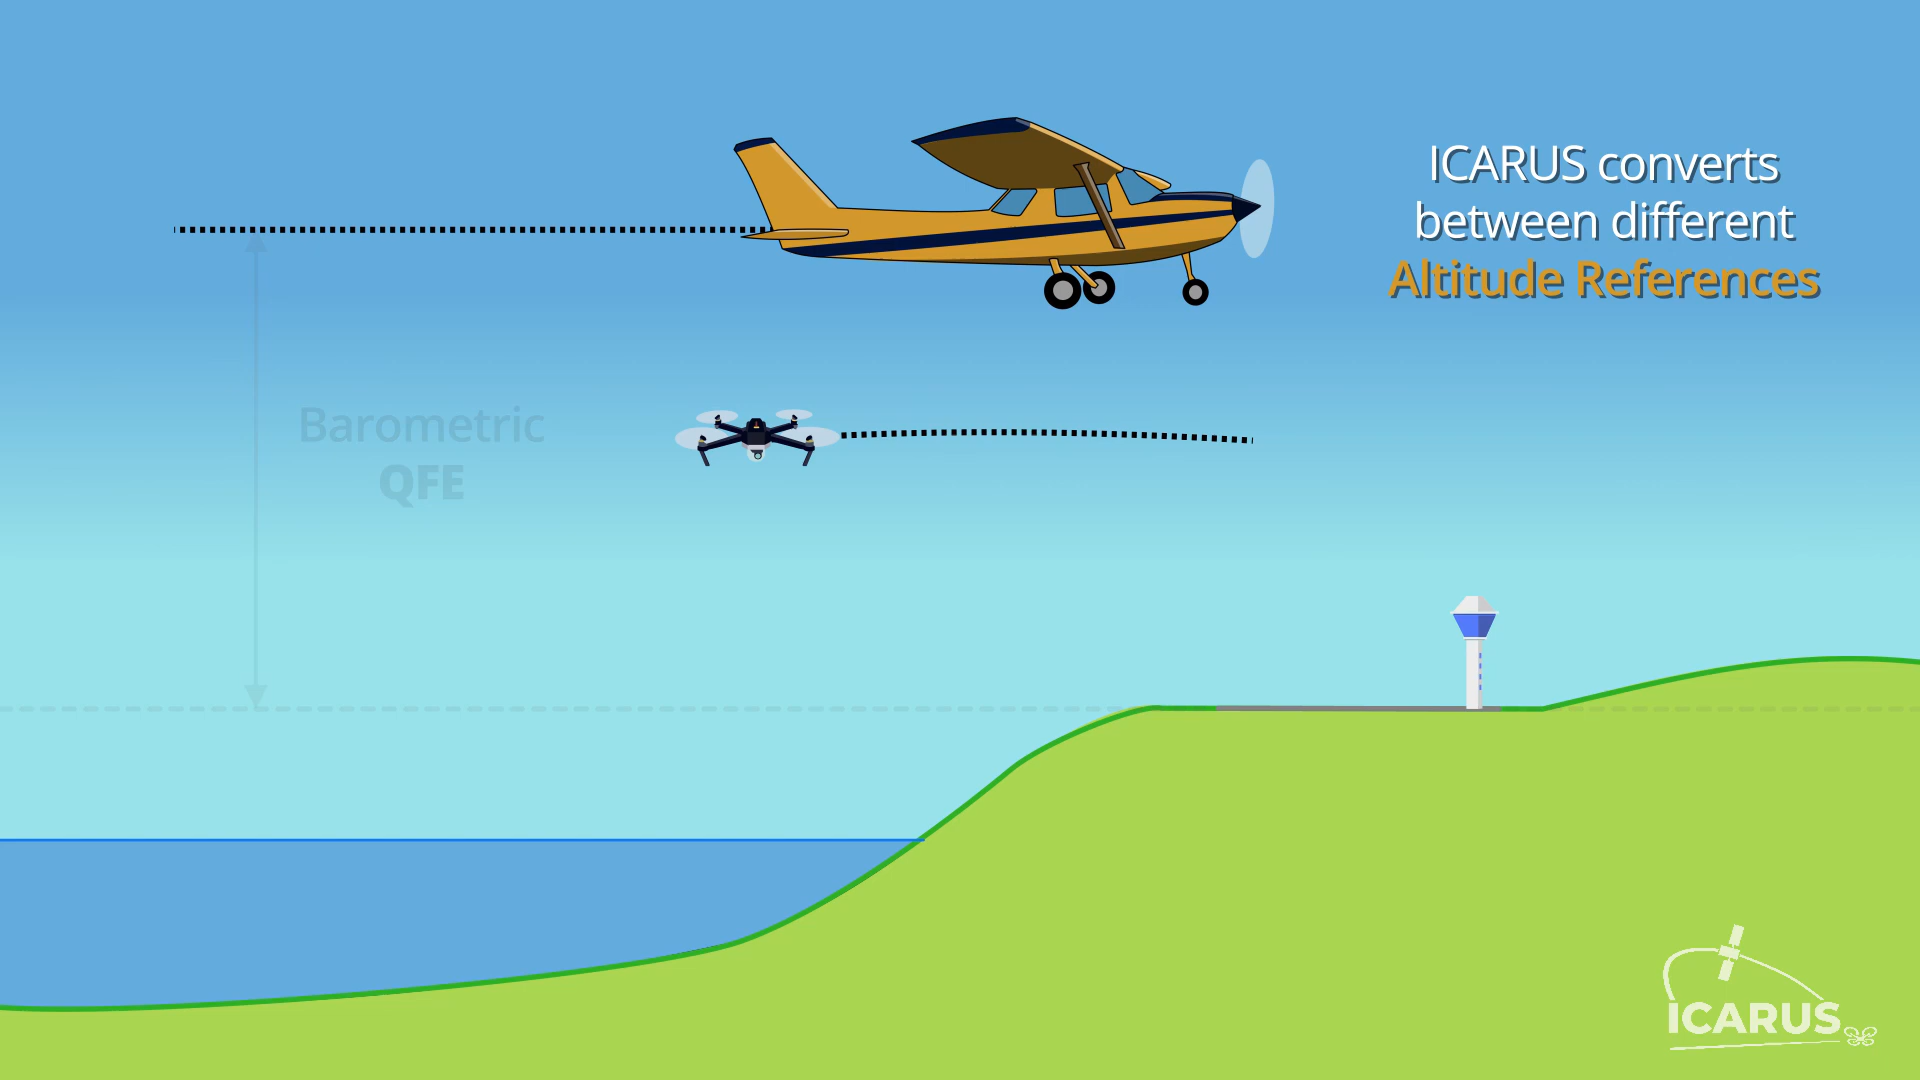 ICARUS converts
between different
Altitude References
Barometric
QFE
ICARUS